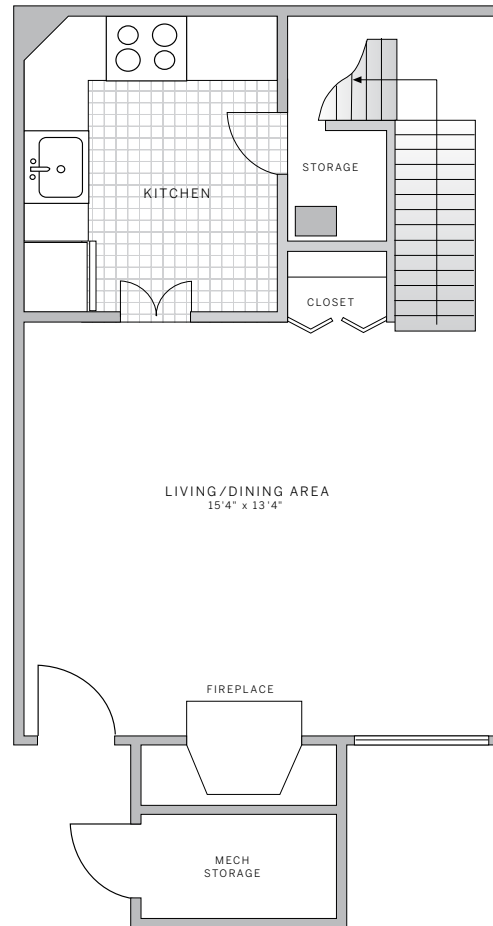 KITCHEN
STORAGE
CLOSET
LIVING/DINING AREA
15'4" x 13'4"
FIREPLACE
MECH
STORAGE